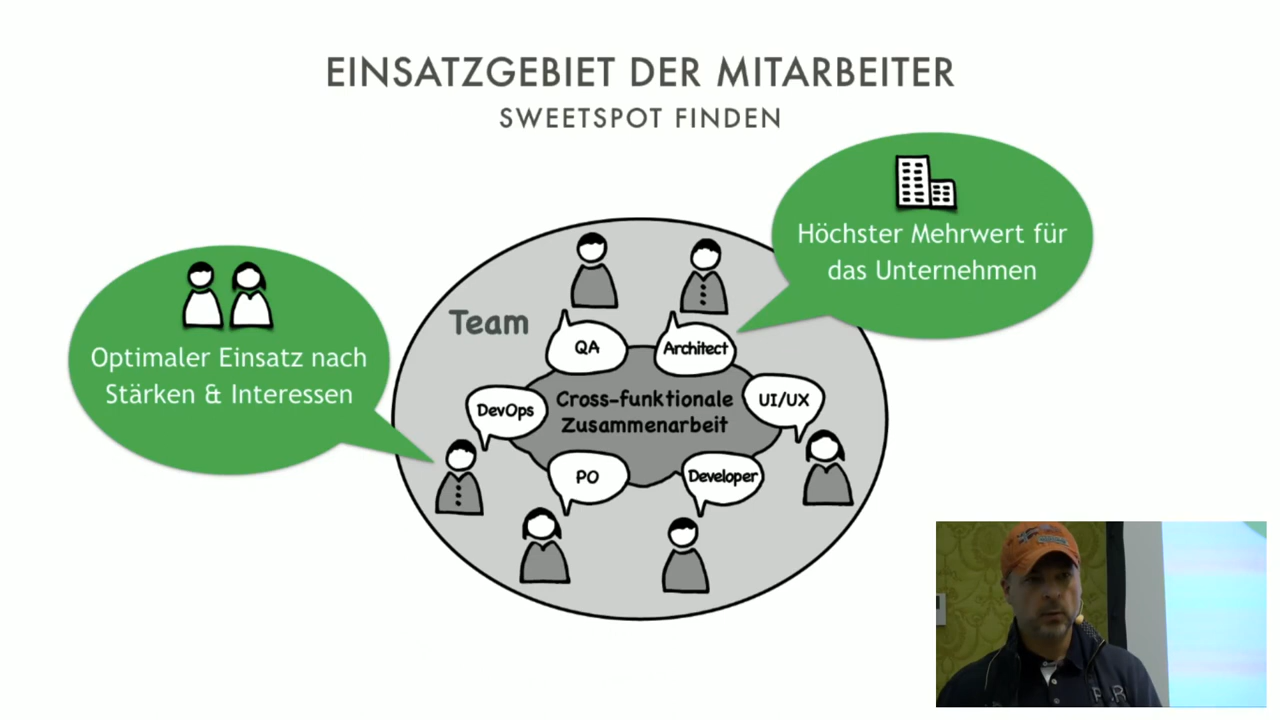 EINSATZGEBIET DER MITARBEITER
SWEETSPOT FINDEN
Höchster Mehrwert für
das Unternehmen
Optimaler Einsatz nach
Stärken & Interessen
Team
QA
Architect
DevOps
Cross-funktionale
Zusammenarbeit
UI/UX
PO
Developer